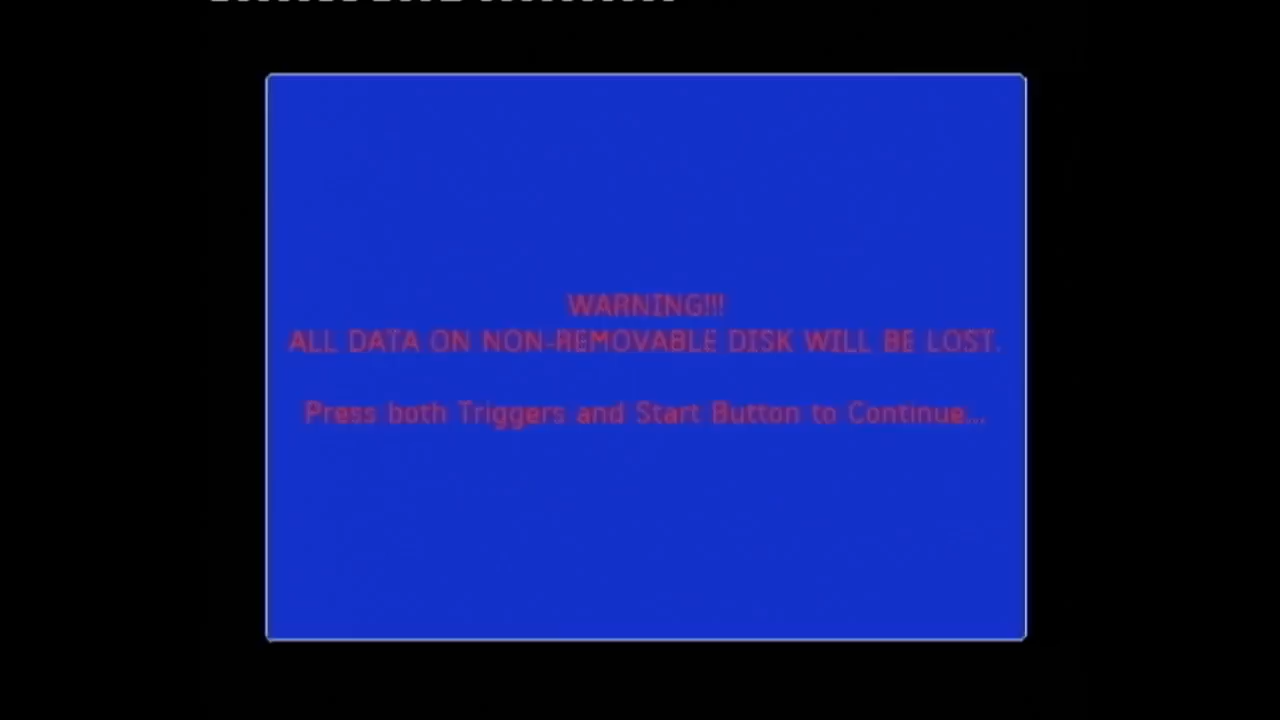 WARNING!!!
ALL DATA ON NON-REMOVABLE DISK WILL BE LOST.
Press both Triggers and Start Button to Continue...